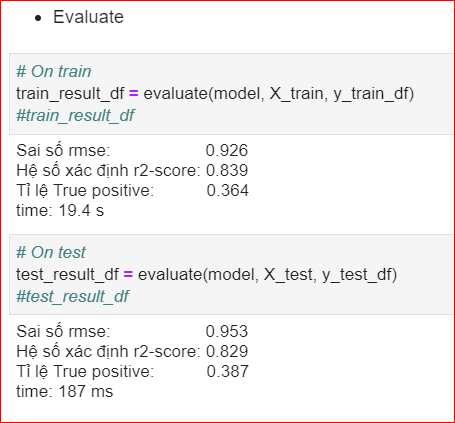 Evaluate
# On train
train_result_df = evaluate(model, X_train, y_train_df)
#train_result_df
Sai số rmse: 0.926
Hệ số xác định r2-score: 0.839
Tỉ lệ True positive: 0.364
time: 19.4 s
# On test
test_result_df = evaluate(model, X_test, y_test_df)
#test_result_df
Sai số rmse: 0.953
Hệ số xác định r2-score: 0.829
Tỉ lệ True positive: 0.387
time: 187 ms